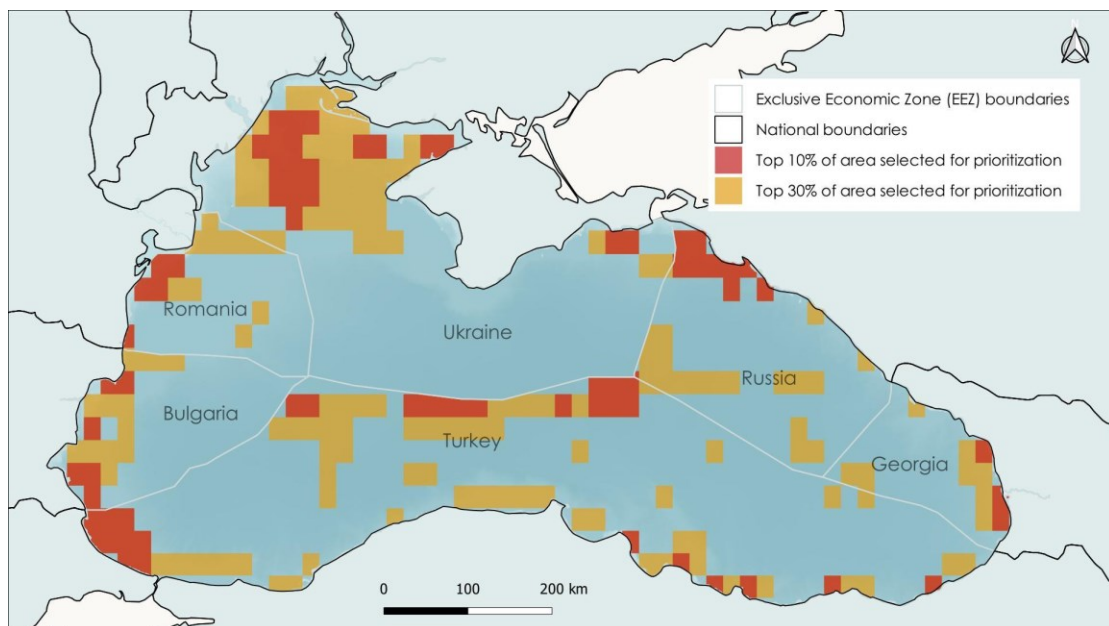 N
Exclusive Economic Zone (EEZ) boundaries
National boundaries
Top 10% of area selected for prioritization
Top 30% of area selected for prioritization
Romania
Ukraine
Russia
Bulgaria
Turkey
Georgia
0 100 200 km